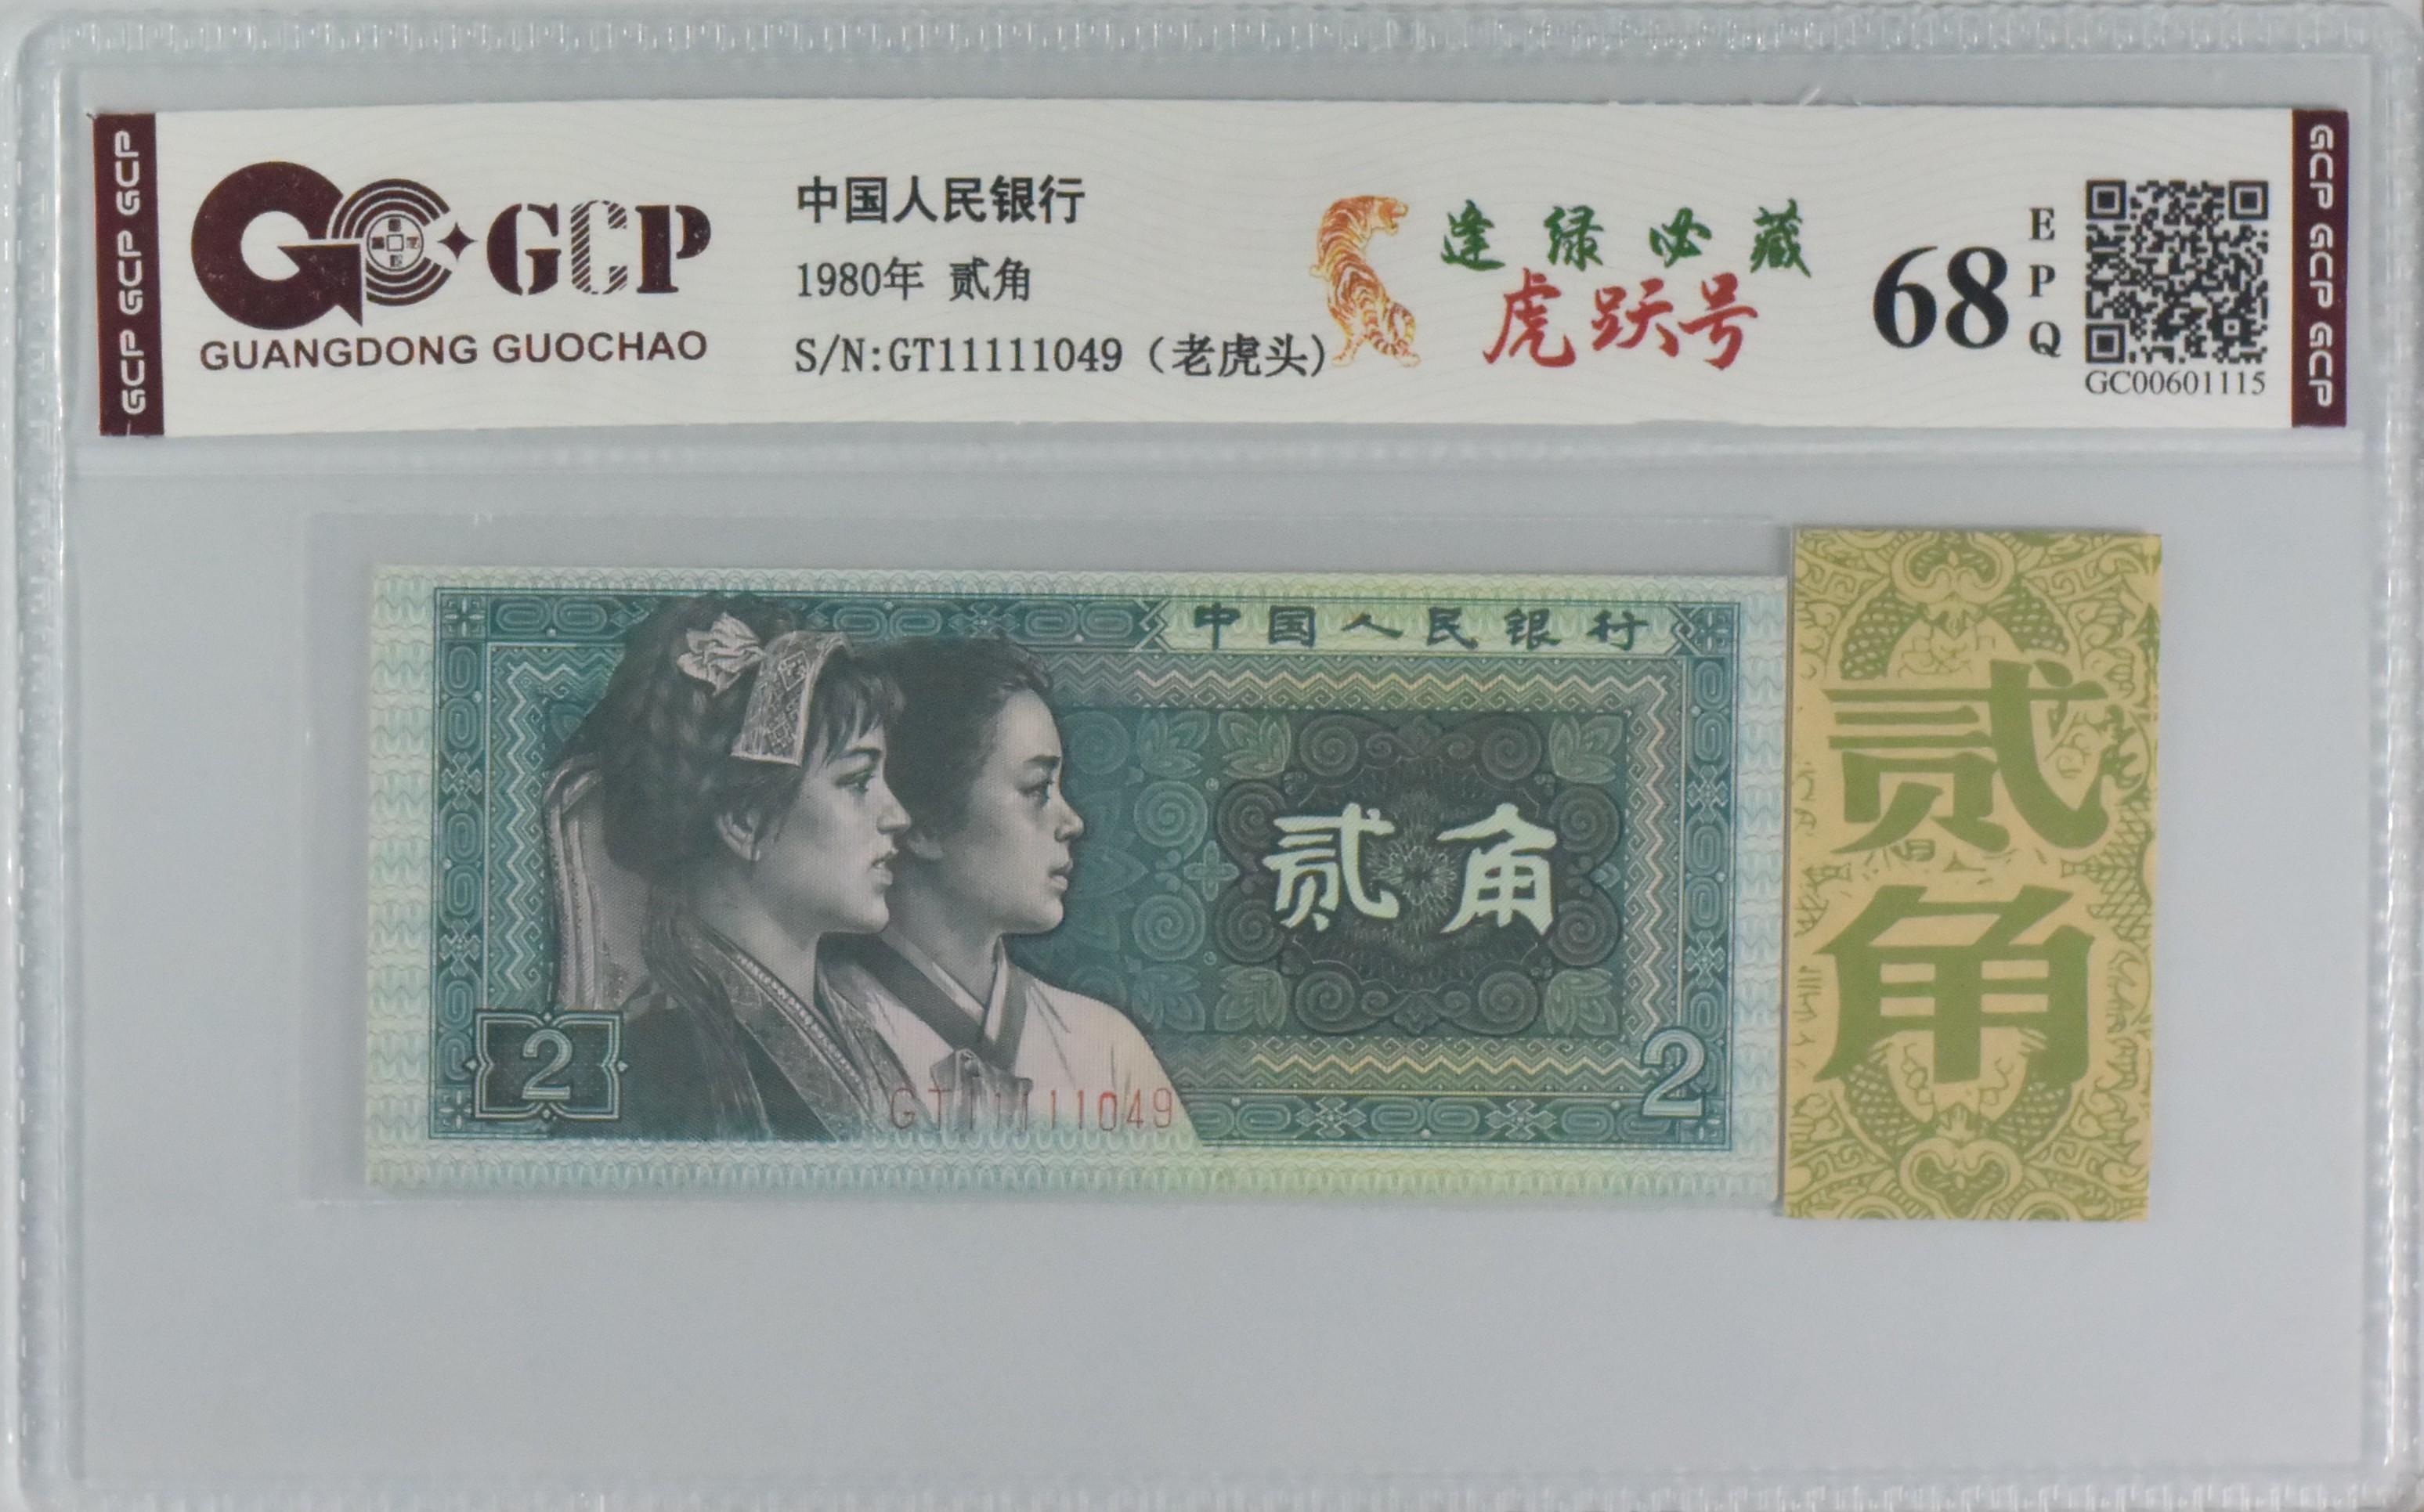 GCP GCP GCP
GCP
GUANGDONG GUOCHAO
中国人民银行
1980年 贰角
S/N:GT11111049（老虎头）
逢绿必藏
虎跃号
68
EPQ
GC00601115
GCP GCP GCP
中国人民银行
贰角
2
GT11111049
2
贰角